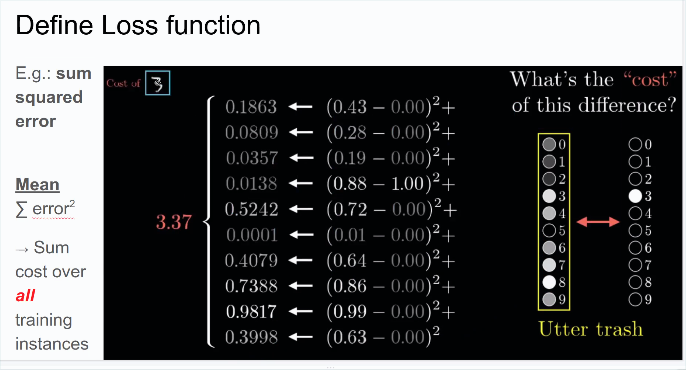 Define Loss function
E.g.: sum
squared
error
Mean
∑ error²
→ Sum
cost over
all
training
instances
Cost of 3
3.37
0.1863 ← (0.43 − 0.00)²+
0.0809 ← (0.28 − 0.00)²+
0.0357 ← (0.19 − 0.00)²+
0.0138 ← (0.88 − 1.00)²+
0.5242 ← (0.72 − 0.00)²+
0.0001 ← (0.01 − 0.00)²+
0.4079 ← (0.64 − 0.00)²+
0.7388 ← (0.86 − 0.00)²+
0.9817 ← (0.99 − 0.00)²+
0.3998 ← (0.63 − 0.00)²
What's the “cost”
of this difference?
0 0
1 1
2 2
3 3
4 4
5 5
6 6
7 7
8 8
9 9
Utter trash